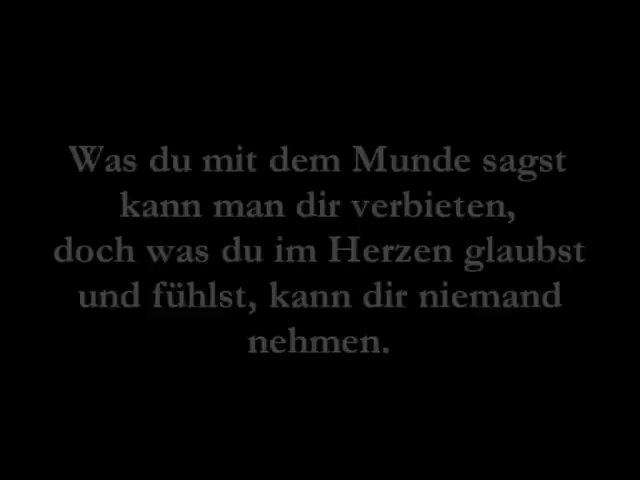 Was du mit dem Munde sagst
kann man dir verbieten,
doch was du im Herzen glaubst
und fühlst, kann dir niemand
nehmen.